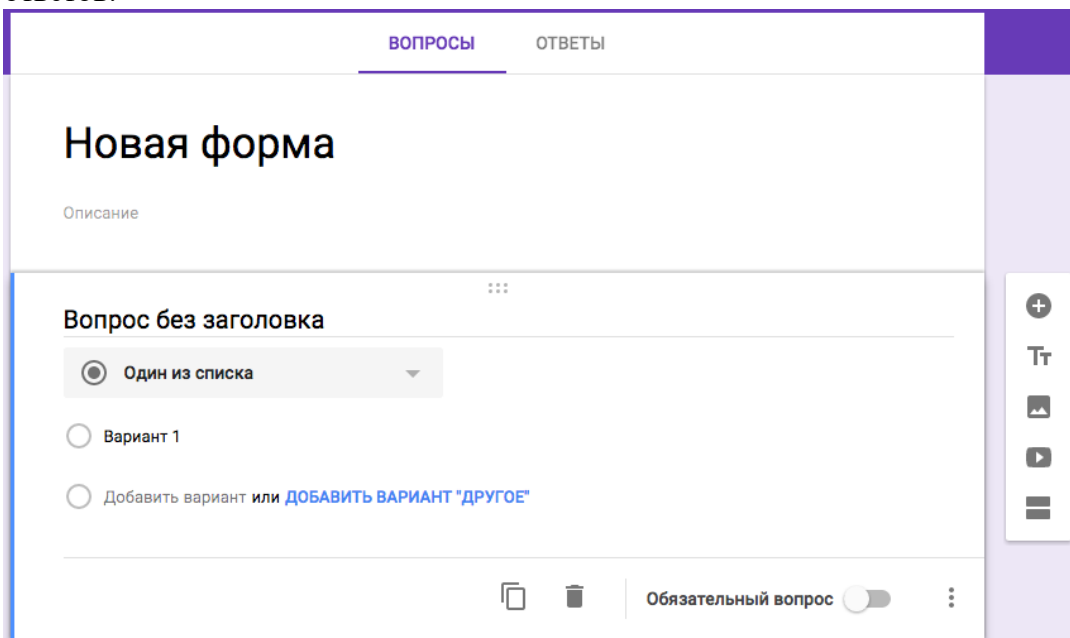 ВОПРОСЫ ОТВЕТЫ
Новая форма
Описание
Вопрос без заголовка
Один из списка
Вариант 1
Добавить вариант или ДОБАВИТЬ ВАРИАНТ "ДРУГОЕ"
Обязательный вопрос